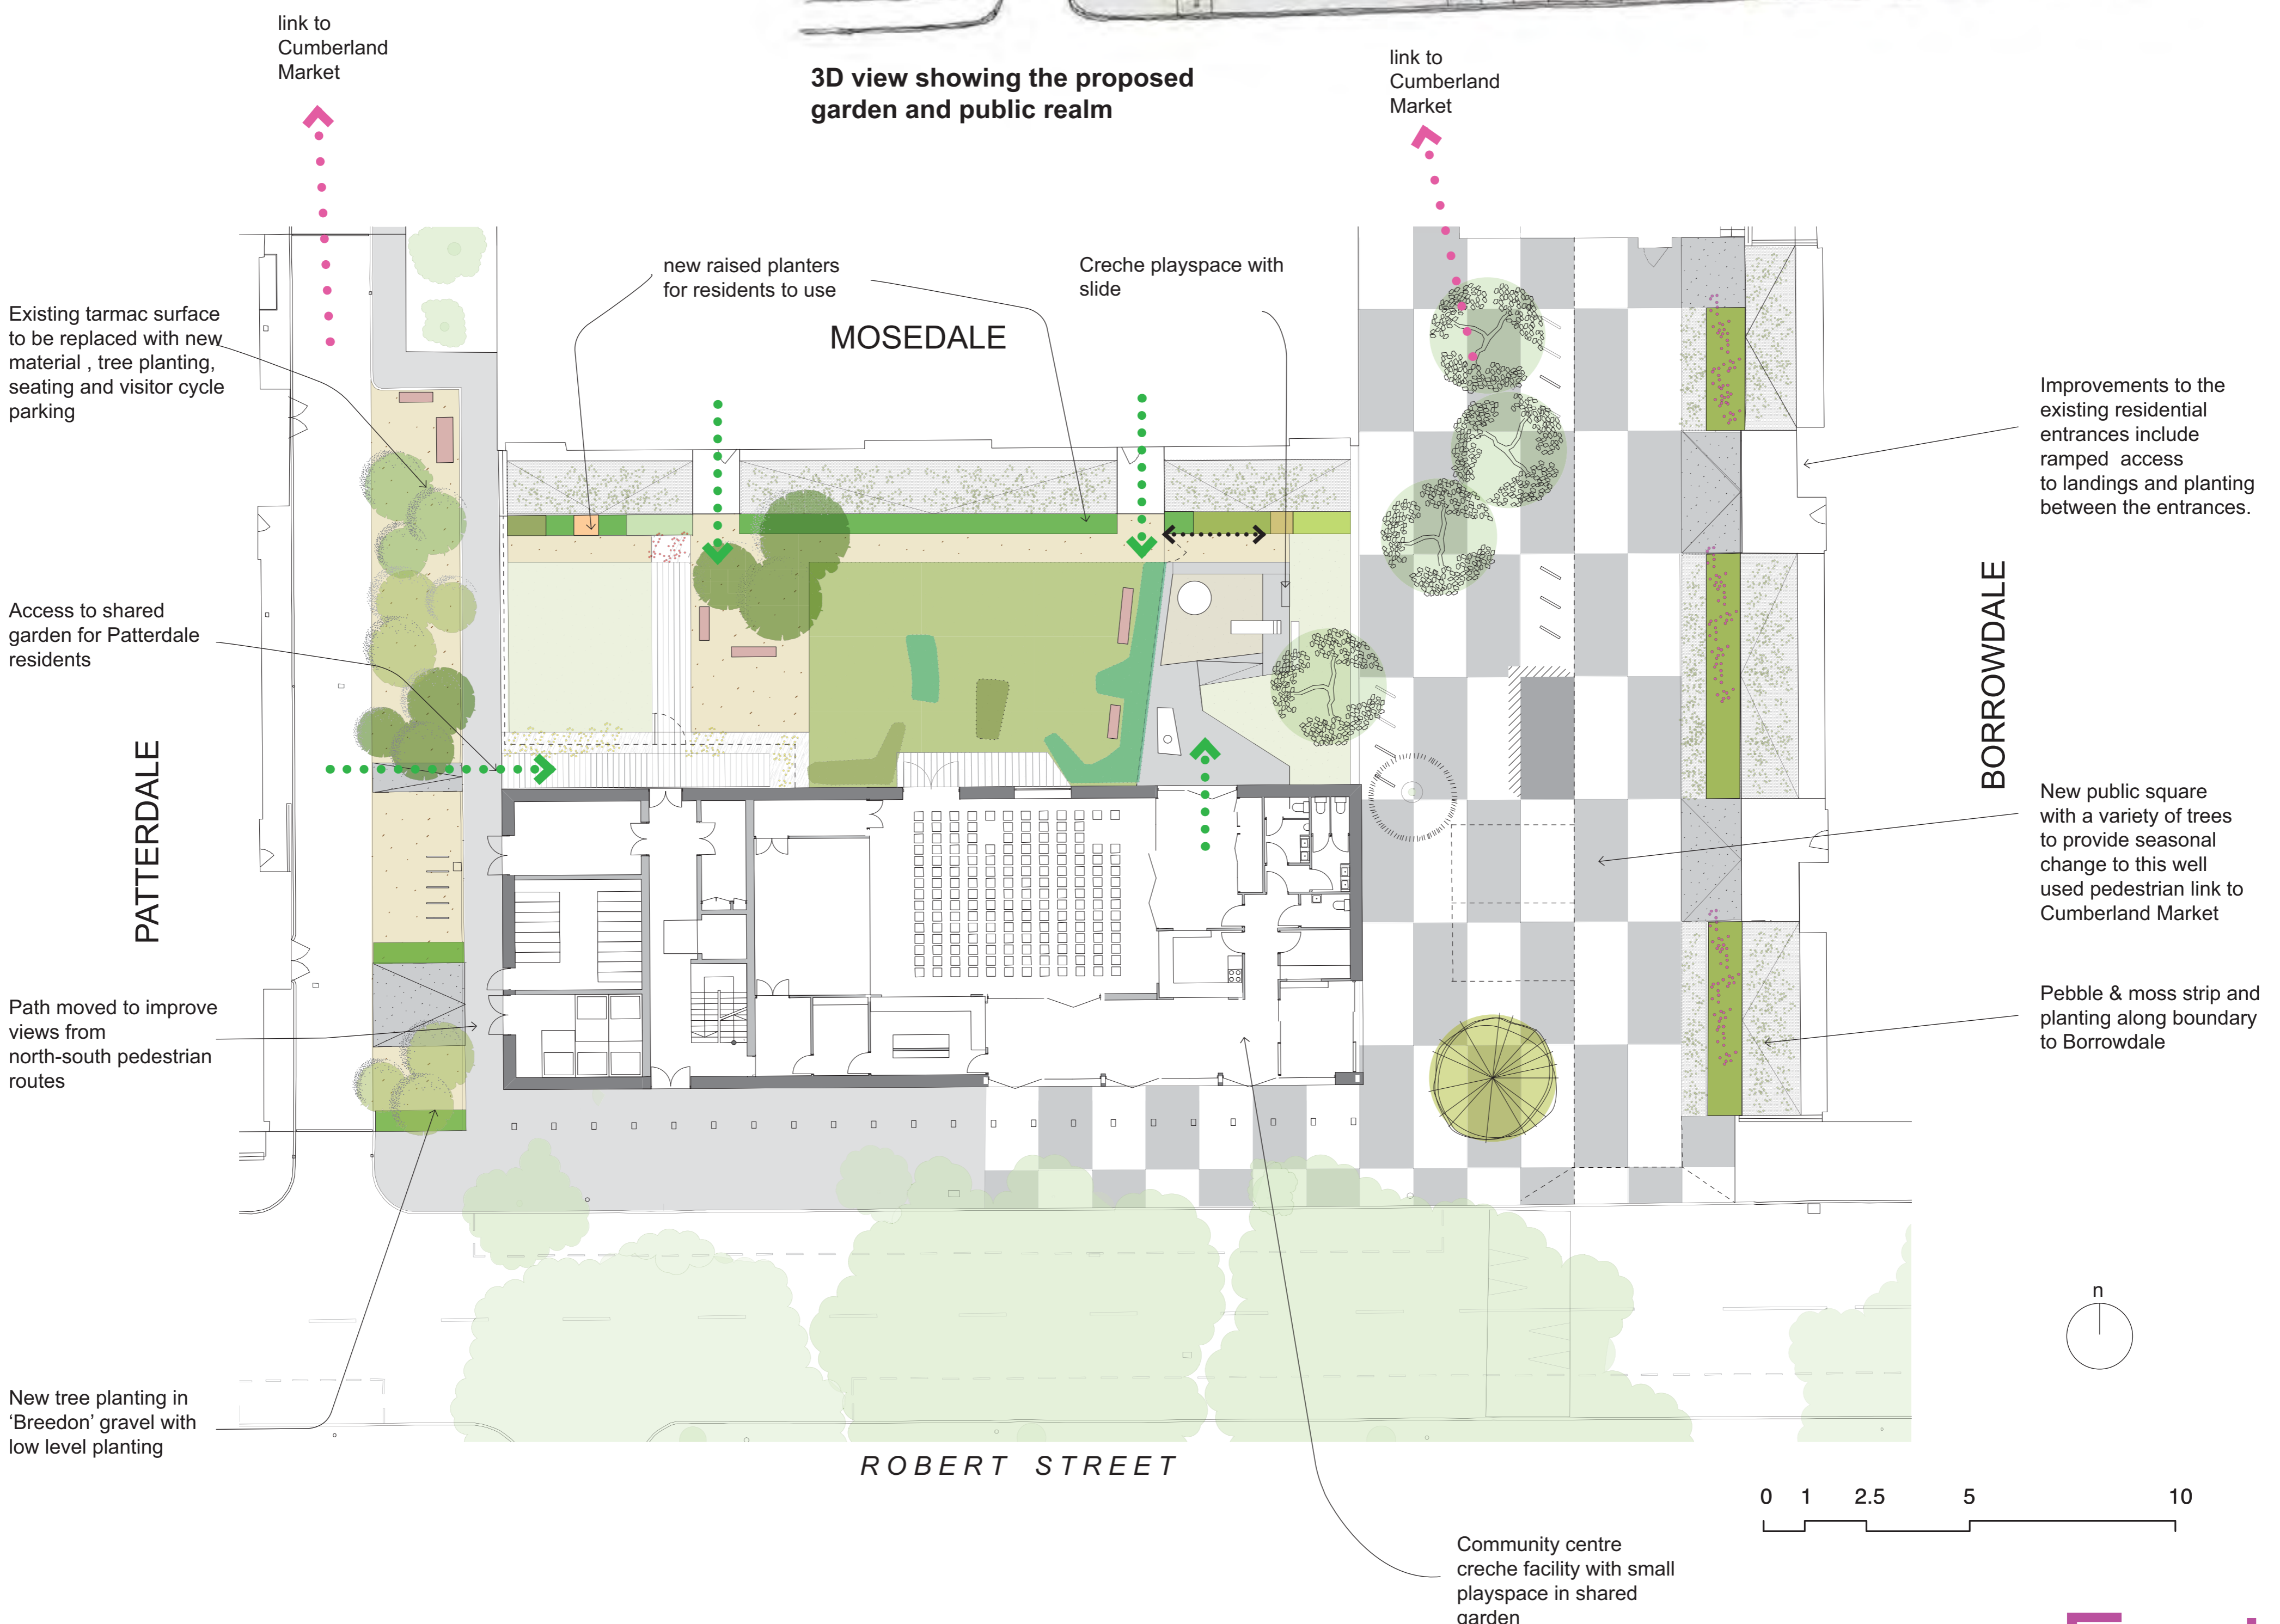 link to
Cumberland
Market
3D view showing the proposed
garden and public realm
link to
Cumberland
Market
new raised planters
for residents to use
Creche playspace with
slide
MOSEDALE
Existing tarmac surface
to be replaced with new
material , tree planting,
seating and visitor cycle
parking
Access to shared
garden for Patterdale
residents
PATTERDALE
Path moved to improve
views from
north-south pedestrian
routes
New tree planting in
‘Breedon’ gravel with
low level planting
Improvements to the
existing residential
entrances include
ramped access
to landings and planting
between the entrances.
BORROWDALE
New public square
with a variety of trees
to provide seasonal
change to this well
used pedestrian link to
Cumberland Market
Pebble & moss strip and
planting along boundary
to Borrowdale
n
ROBERT STREET
0 1 2.5 5 10
Community centre
creche facility with small
playspace in shared
garden